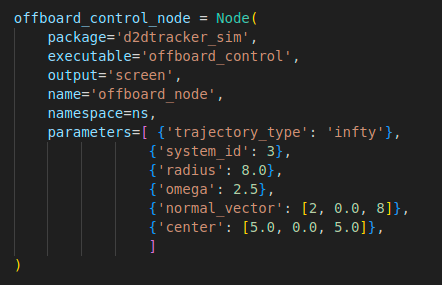 offboard_control_node = Node(
    package='d2dtracker_sim',
    executable='offboard_control',
    output='screen',
    name='offboard_node',
    namespace=ns,
    parameters=[ {'trajectory_type': 'infty'},
                {'system_id': 3},
                {'radius': 8.0},
                {'omega': 2.5},
                {'normal_vector': [2, 0.0, 8]},
                {'center': [5.0, 0.0, 5.0]},
                ]
)